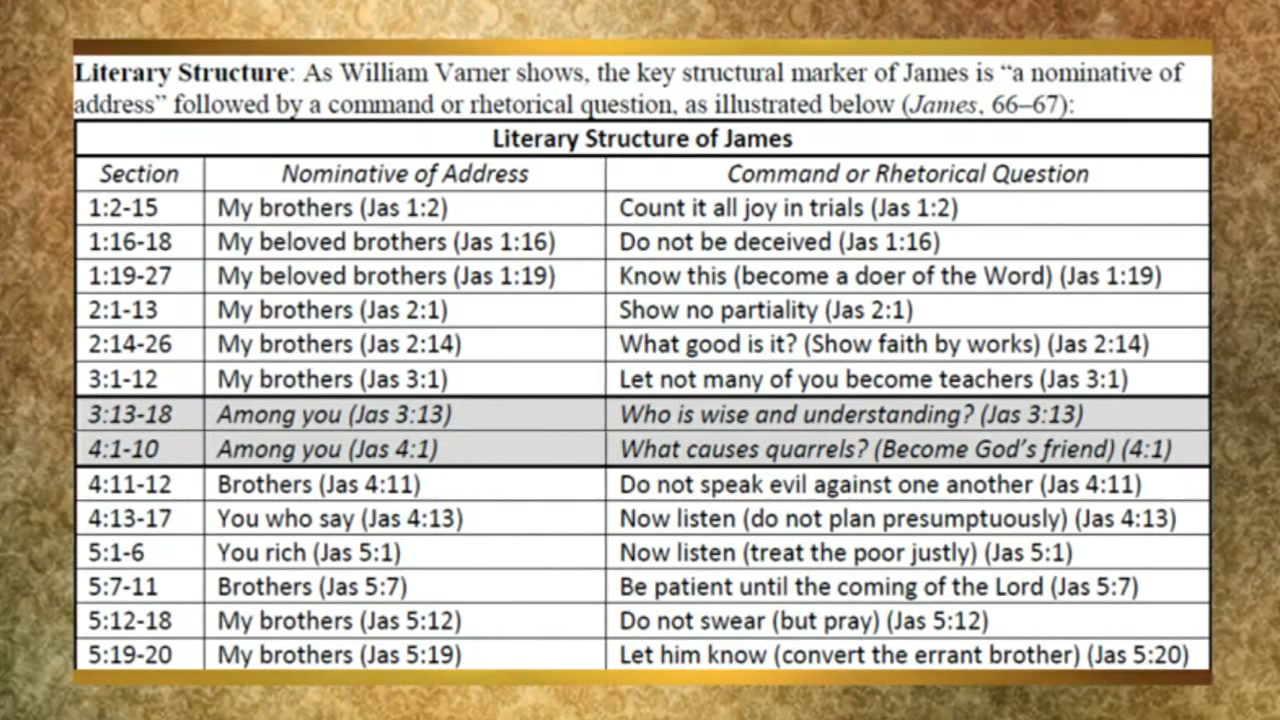 Literary Structure: As William Varner shows, the key structural marker of James is “a nominative of
address” followed by a command or rhetorical question, as illustrated below (James, 66–67):
Literary Structure of James
Section Nominative of Address Command or Rhetorical Question
1:2-15 My brothers (Jas 1:2) Count it all joy in trials (Jas 1:2)
1:16-18 My beloved brothers (Jas 1:16) Do not be deceived (Jas 1:16)
1:19-27 My beloved brothers (Jas 1:19) Know this (become a doer of the Word) (Jas 1:19)
2:1-13 My brothers (Jas 2:1) Show no partiality (Jas 2:1)
2:14-26 My brothers (Jas 2:14) What good is it? (Show faith by works) (Jas 2:14)
3:1-12 My brothers (Jas 3:1) Let not many of you become teachers (Jas 3:1)
3:13-18 Among you (Jas 3:13) Who is wise and understanding? (Jas 3:13)
4:1-10 Among you (Jas 4:1) What causes quarrels? (Become God’s friend) (4:1)
4:11-12 Brothers (Jas 4:11) Do not speak evil against one another (Jas 4:11)
4:13-17 You who say (Jas 4:13) Now listen (do not plan presumptuously) (Jas 4:13)
5:1-6 You rich (Jas 5:1) Now listen (treat the poor justly) (Jas 5:1)
5:7-11 Brothers (Jas 5:7) Be patient until the coming of the Lord (Jas 5:7)
5:12-18 My brothers (Jas 5:12) Do not swear (but pray) (Jas 5:12)
5:19-20 My brothers (Jas 5:19) Let him know (convert the errant brother) (Jas 5:20)